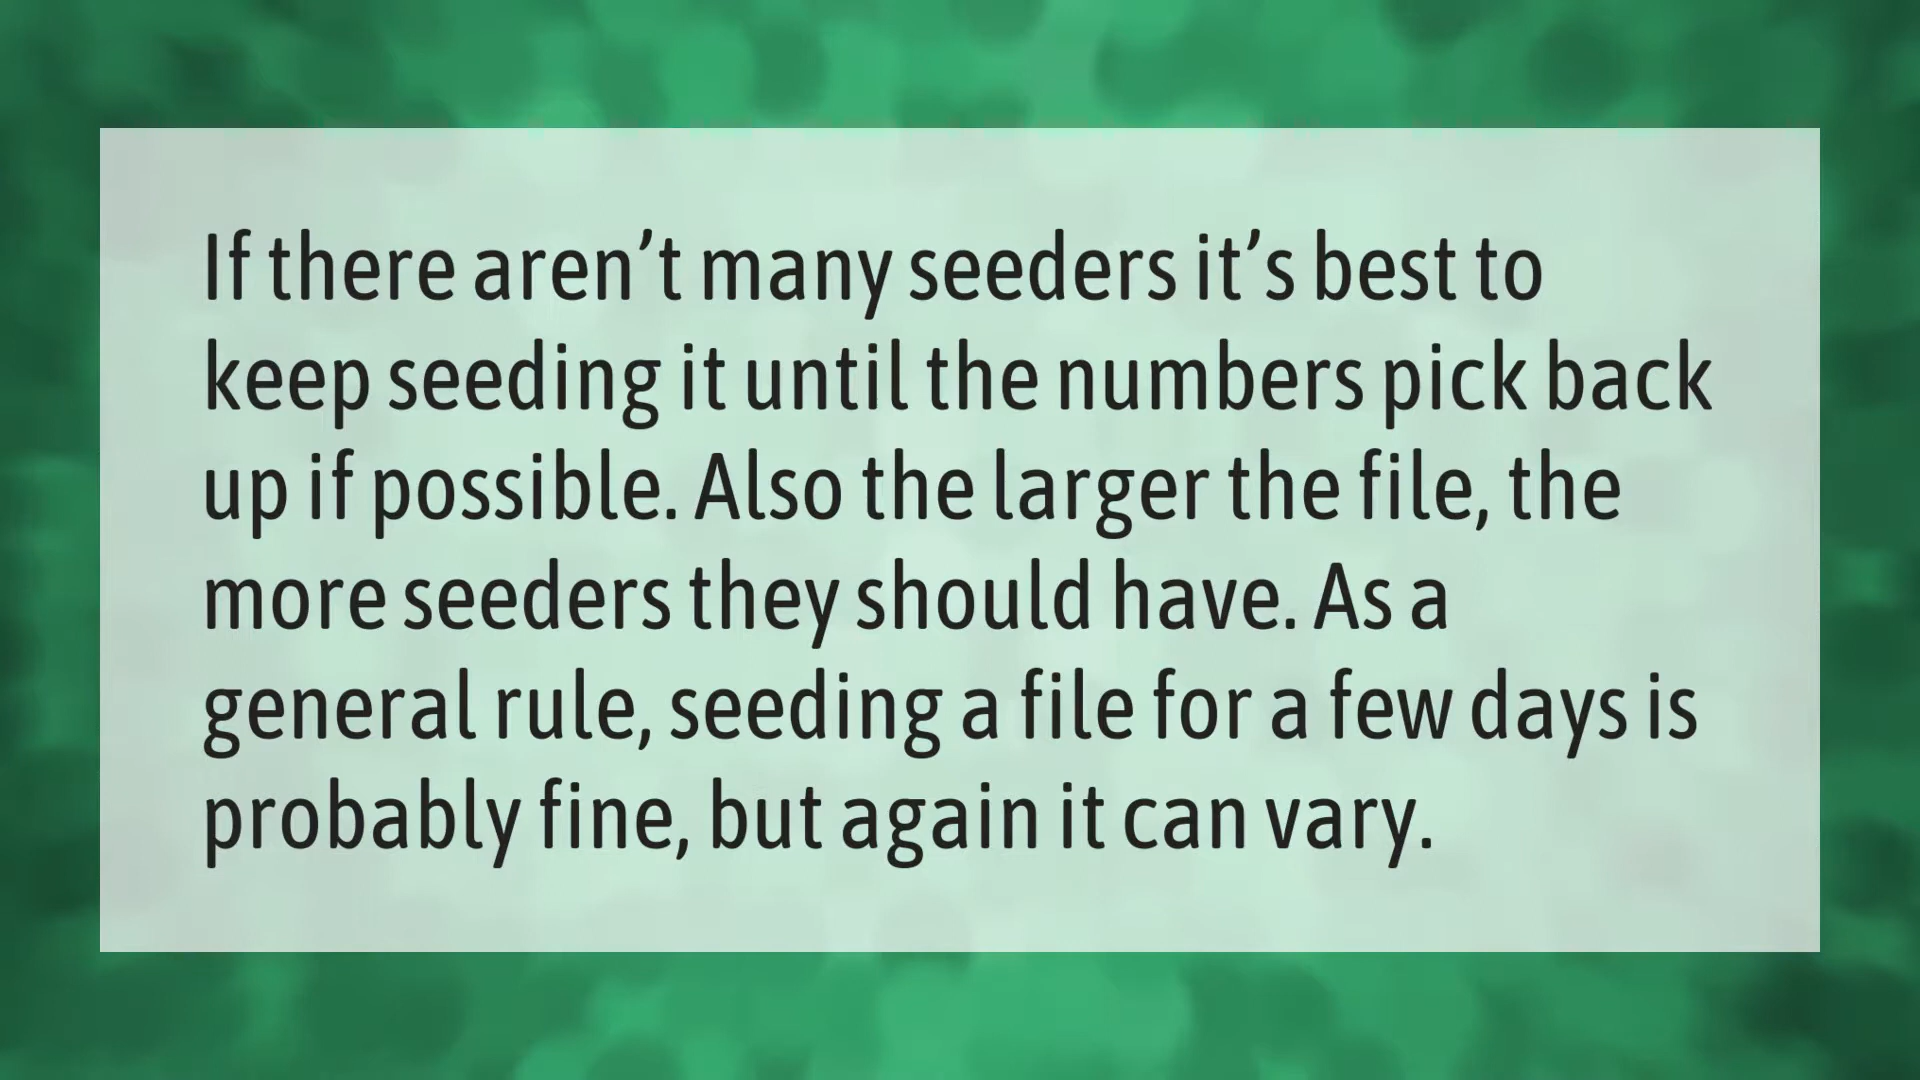 If there aren’t many seeders it’s best to
keep seeding it until the numbers pick back
up if possible. Also the larger the file, the
more seeders they should have. As a
general rule, seeding a file for a few days is
probably fine, but again it can vary.